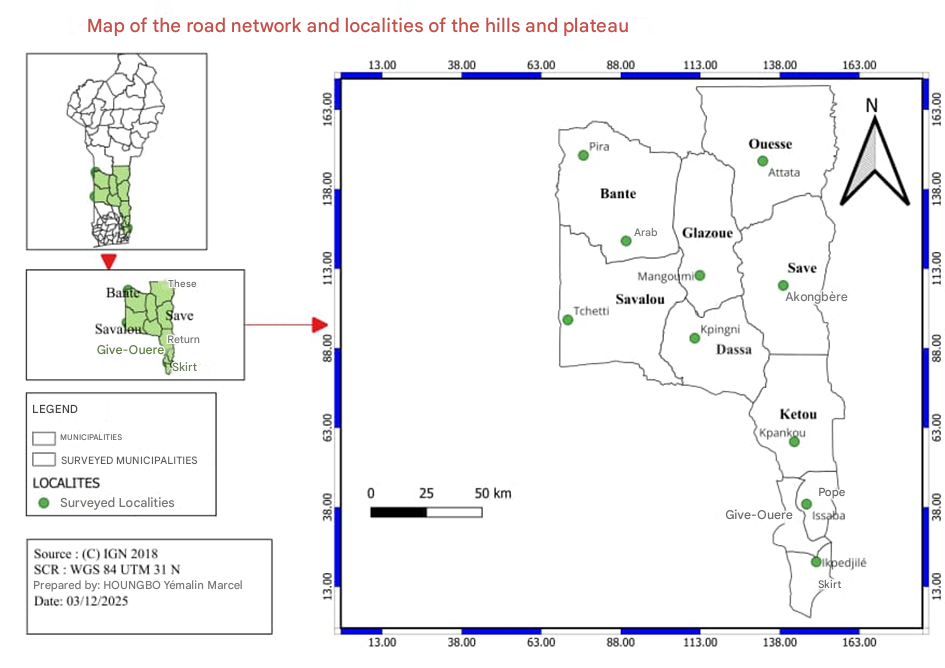 Map of the road network and localities of the hills and plateau
13.00 38.00 63.00 88.00 113.00 138.00 163.00
163.00
138.00
113.00
88.00
63.00
38.00
13.00
163.00
138.00
113.00
88.00
63.00
38.00
13.00
N
Ouesse
Attata
Pira
Bante
Arab
Glazoue
Mangoumi
Save
Akongbère
Savalou
Tchetti
Kpingni
Dassa
Ketou
Kpankou
Pope
Give-Ouere
Issaba
Ikpedjilé
Skirt
0 25 50 km
13.00 38.00 63.00 88.00 113.00 138.00 163.00
These
Bante
Save
Savalou
Return
Give-Ouere
Skirt
LEGEND
MUNICIPALITIES
SURVEYED MUNICIPALITIES
LOCALITES
Surveyed Localities
Source : (C) IGN 2018
SCR : WGS 84 UTM 31 N
Prepared by: HOUNGBO Yémalin Marcel
Date: 03/12/2025